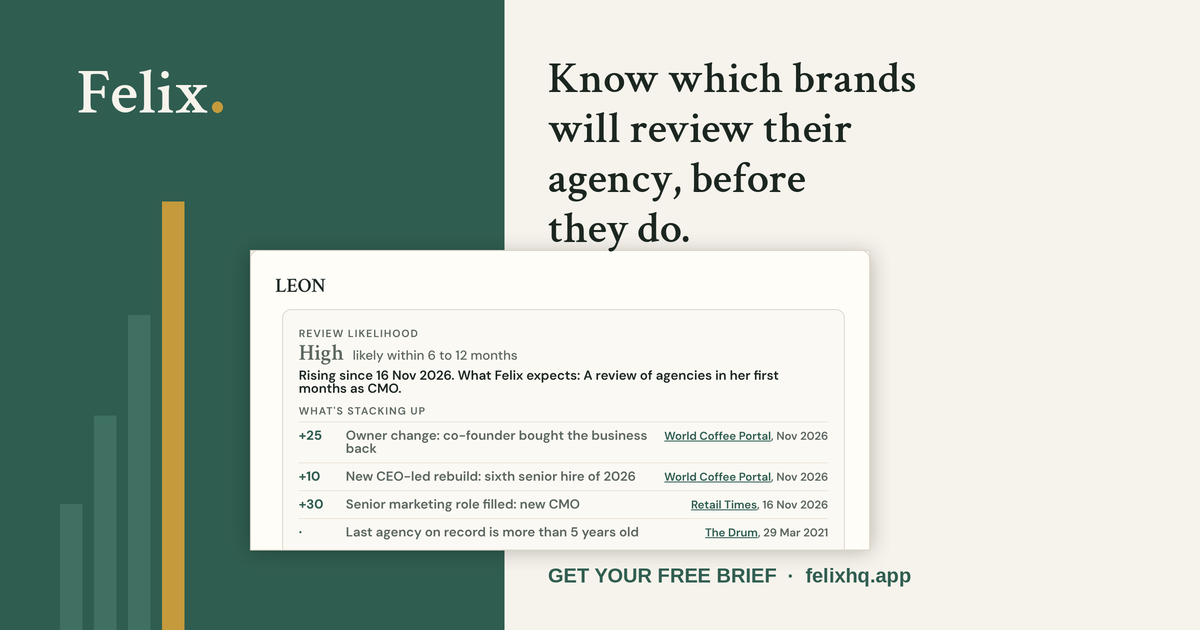 Felix.
Know which brands
will review their
agency, before
they do.
LEON
REVIEW LIKELIHOOD
High likely within 6 to 12 months
Rising since 16 Nov 2026. What Felix expects: A review of agencies in her first
months as CMO.
WHAT'S STACKING UP
+25 Owner change: co-founder bought the business World Coffee Portal, Nov 2026
back
+10 New CEO-led rebuild: sixth senior hire of 2026 World Coffee Portal, Nov 2026
+30 Senior marketing role filled: new CMO Retail Times, 16 Nov 2026
· Last agency on record is more than 5 years old The Drum, 29 Mar 2021
GET YOUR FREE BRIEF · felixhq.app